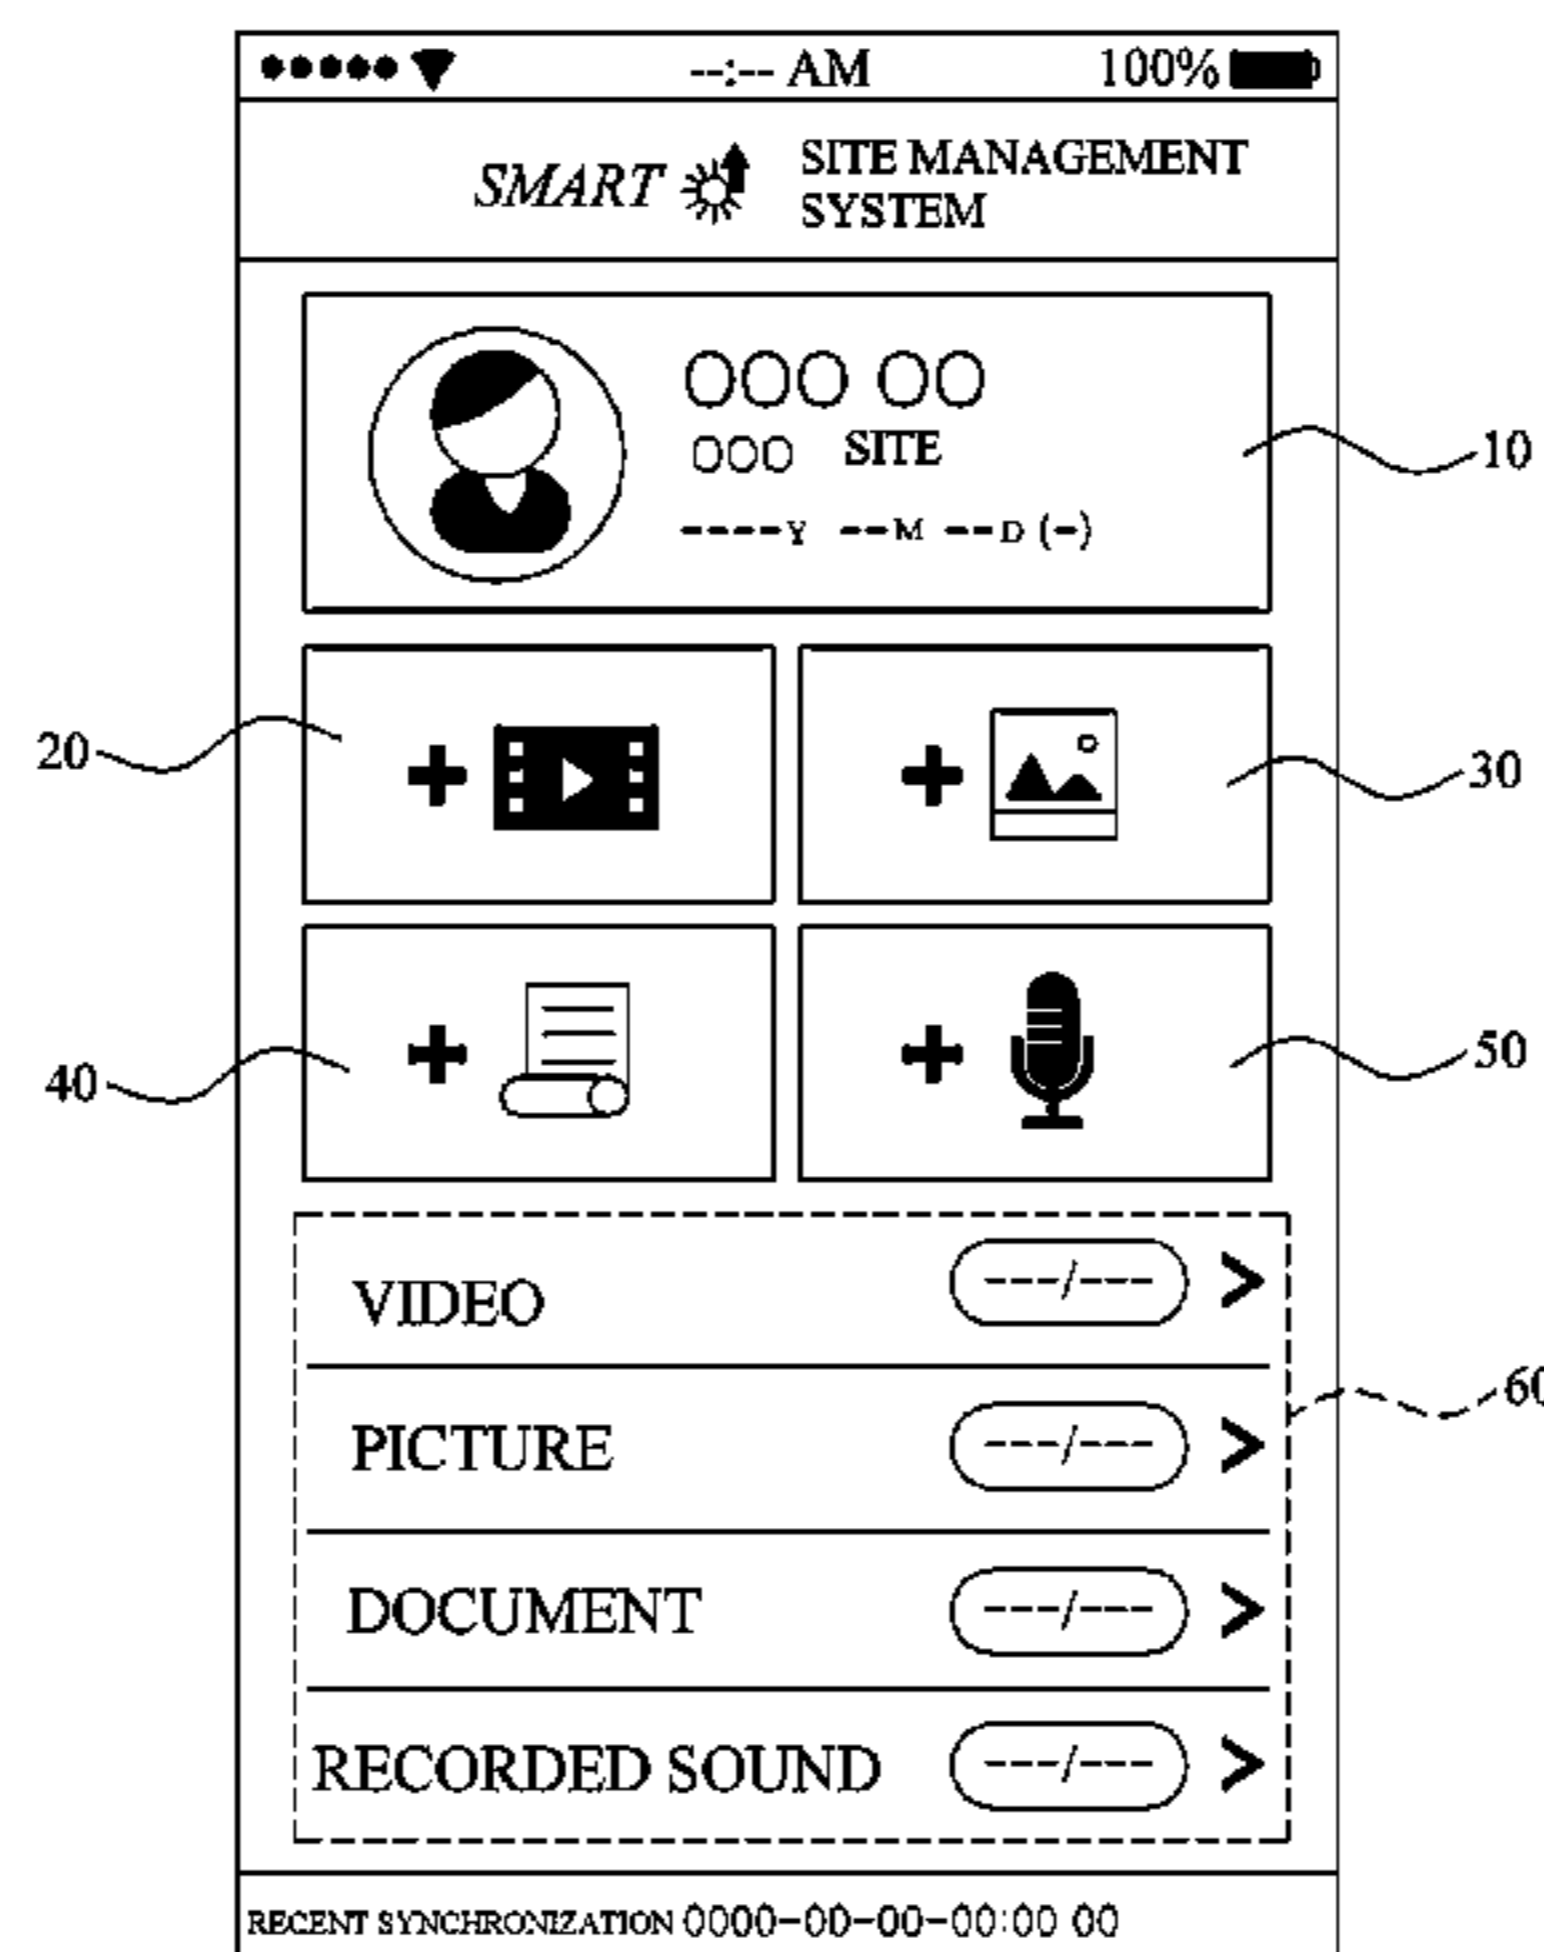 --:-- AM 100%
SMART SITE MANAGEMENT
SYSTEM
OOO OO
OOO SITE
----Y --M --D (-)
10
20
30
40
50
VIDEO ---/---
60
PICTURE ---/---
DOCUMENT ---/---
RECORDED SOUND ---/---
RECENT SYNCHRONIZATION 0000-00-00-00:00 00